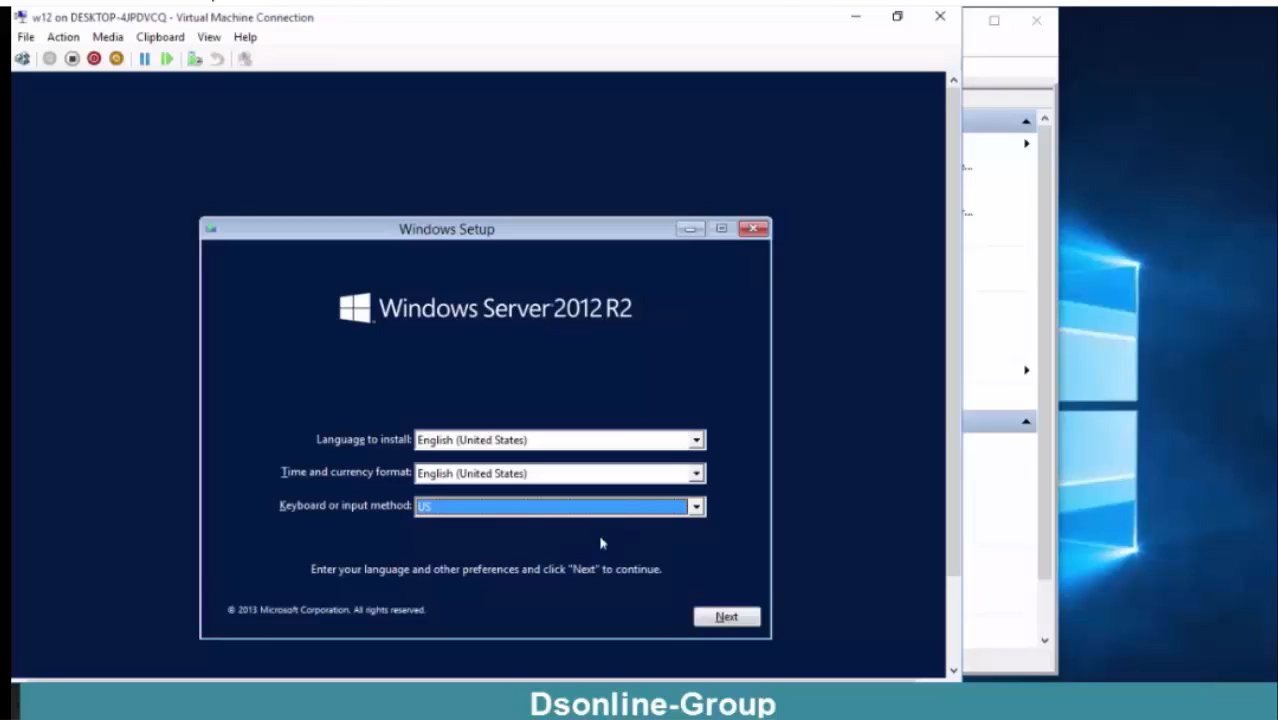 w12 on DESKTOP-4JPDVCQ - Virtual Machine Connection
File Action Media Clipboard View Help
Windows Setup
Windows Server 2012 R2
Language to install: English (United States)
Time and currency format: English (United States)
Keyboard or input method: US
Enter your language and other preferences and click "Next" to continue.
© 2013 Microsoft Corporation. All rights reserved.
Next
Dsonline-Group